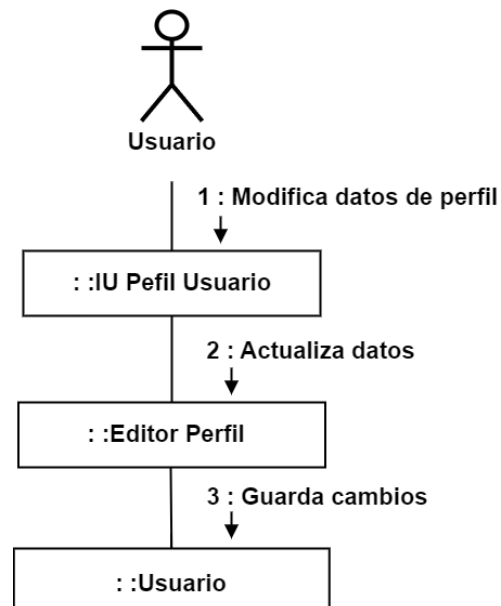 Usuario
1 : Modifica datos de perfil
: :IU Pefil Usuario
2 : Actualiza datos
: :Editor Perfil
3 : Guarda cambios
: :Usuario